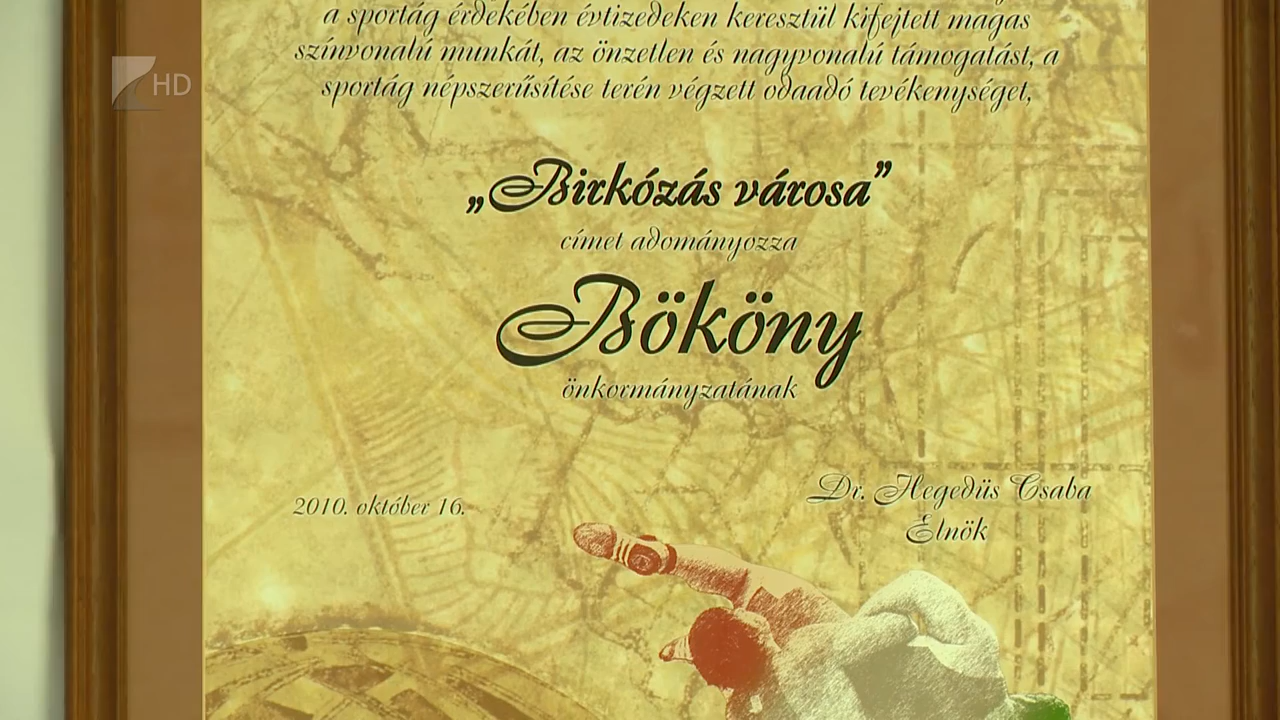 a sportág érdekében évtizedeken keresztül kifejtett magas
színvonalú munkát, az önzetlen és nagyvonalú támogatást, a
sportág népszerűsítése terén végzett odaadó tevékenységet,
HD
„Birkózás városa”
címet adományozza
Bököny
önkormányzatának
2010. október 16.
Dr. Hegedüs Csaba
Elnök